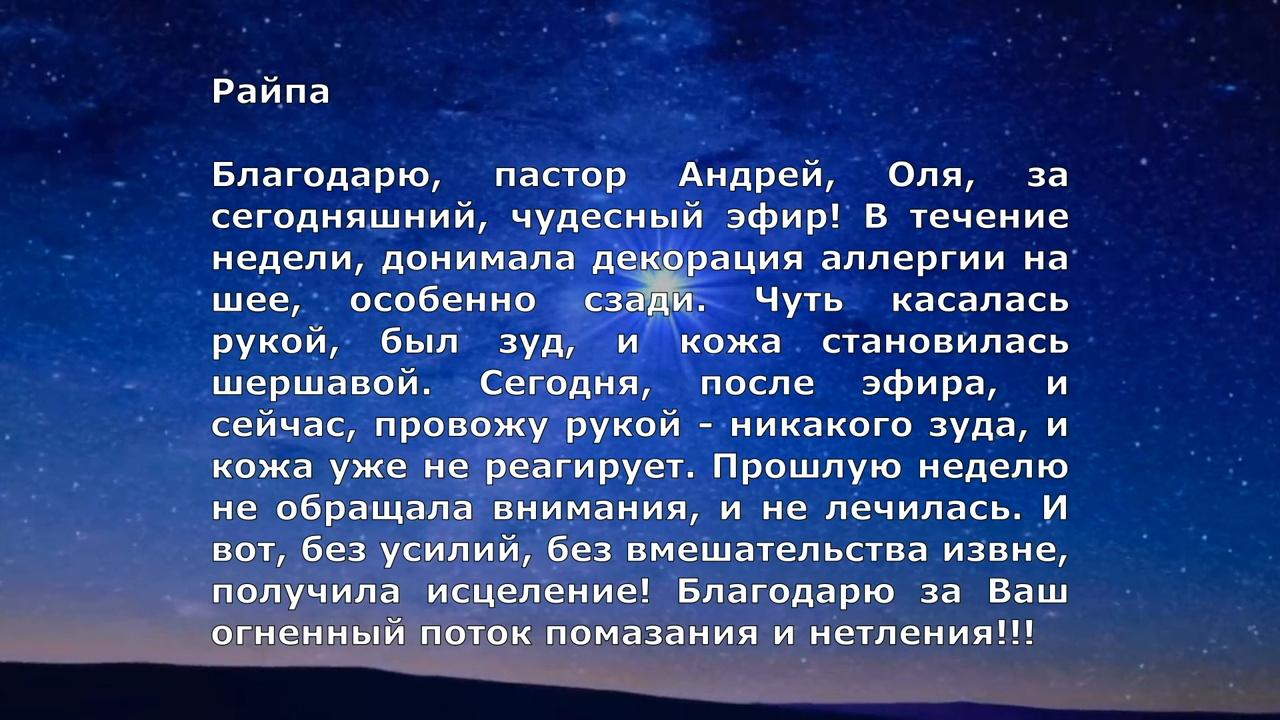 Райпа
Благодарю, пастор Андрей, Оля, за
сегодняшний, чудесный эфир! В течение
недели, донимала декорация аллергии на
шее, особенно сзади. Чуть касалась
рукой, был зуд, и кожа становилась
шершавой. Сегодня, после эфира, и
сейчас, провожу рукой - никакого зуда, и
кожа уже не реагирует. Прошлую неделю
не обращала внимания, и не лечилась. И
вот, без усилий, без вмешательства извне,
получила исцеление! Благодарю за Ваш
огненный поток помазания и нетления!!!